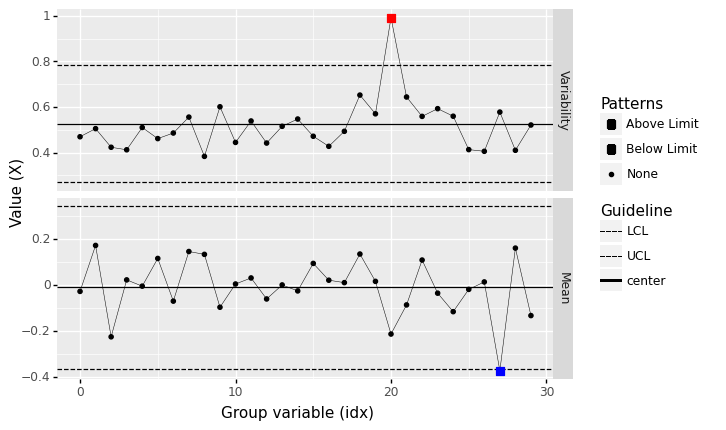 1
0.8
0.6
0.4
Variability
0.2
0
−0.2
−0.4
Mean
0
10
20
30
Value (X)
Group variable (idx)
Patterns
Above Limit
Below Limit
None
Guideline
LCL
UCL
center